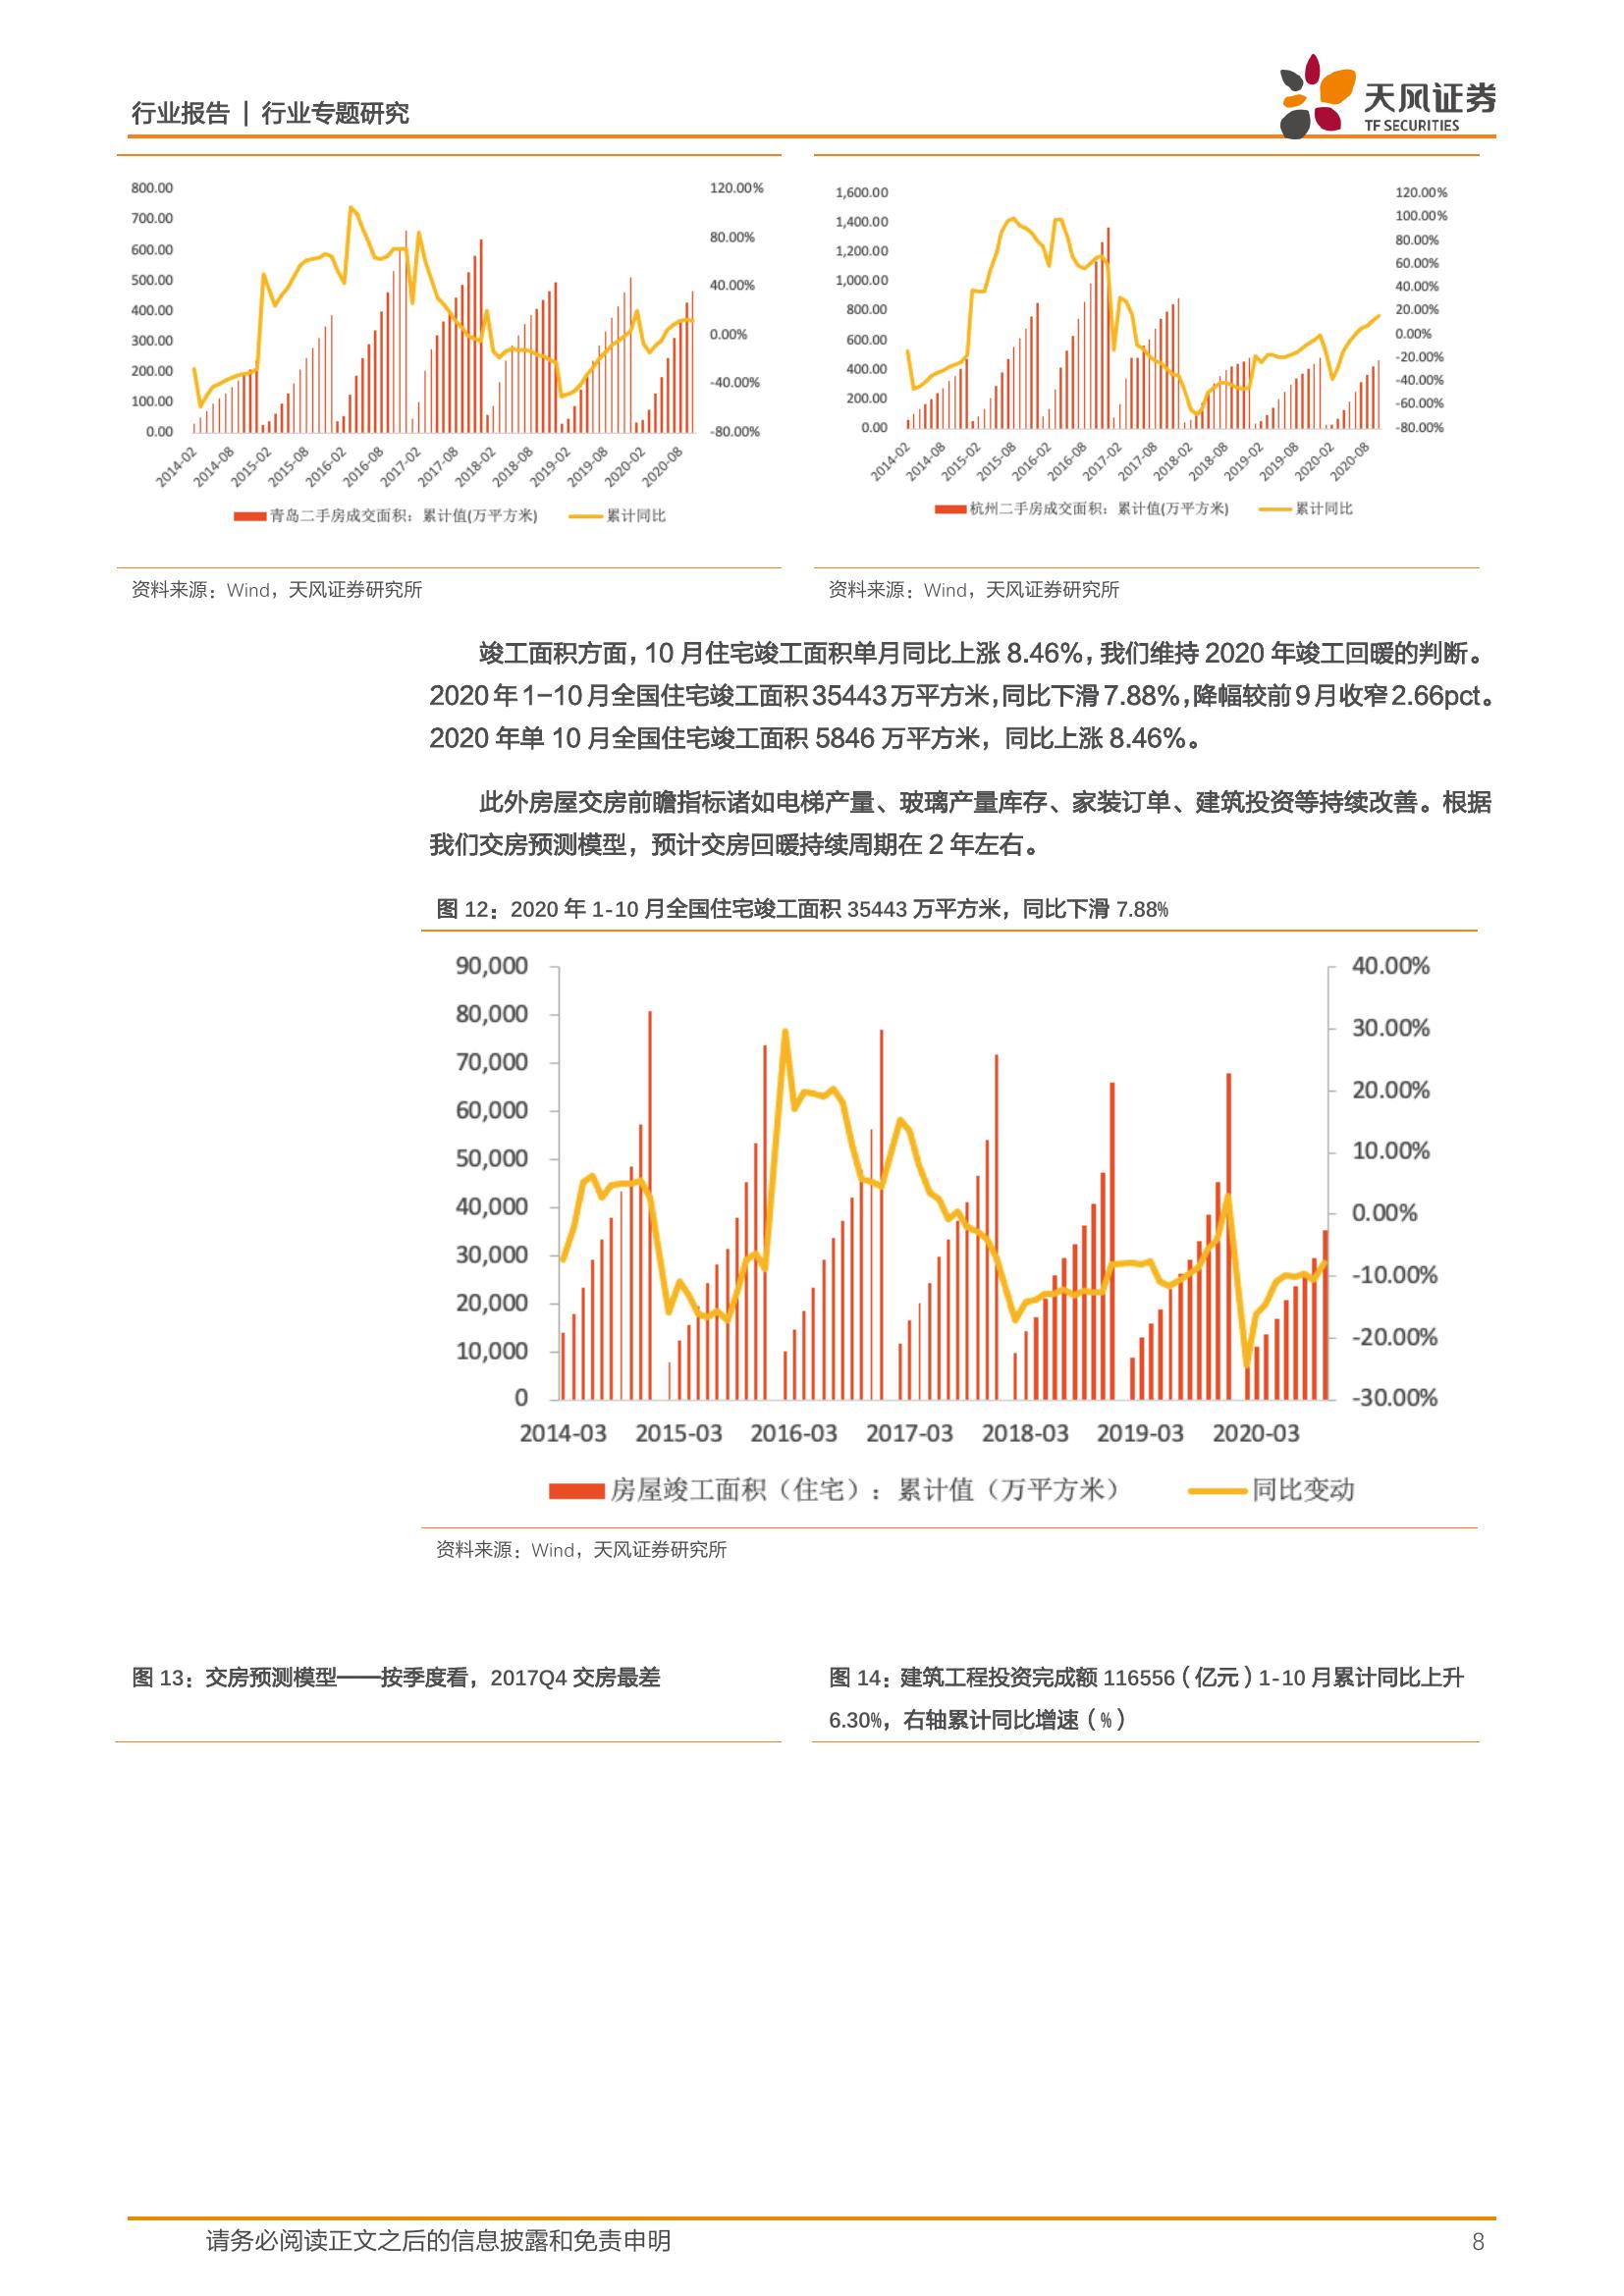 行业报告 | 行业专题研究
天风证券
TF SECURITIES
800.00
700.00
600.00
500.00
400.00
300.00
200.00
100.00
0.00
120.00%
80.00%
40.00%
0.00%
-40.00%
-80.00%
2014-02 2014-08 2015-02 2015-08 2016-02 2016-08 2017-02 2017-08 2018-02 2018-08 2019-02 2019-08 2020-02 2020-08
青岛二手房成交面积：累计值(万平方米) 累计同比
1,600.00
1,400.00
1,200.00
1,000.00
800.00
600.00
400.00
200.00
0.00
120.00%
100.00%
80.00%
60.00%
40.00%
20.00%
0.00%
-20.00%
-40.00%
-60.00%
-80.00%
2014-02 2014-08 2015-02 2015-08 2016-02 2016-08 2017-02 2017-08 2018-02 2018-08 2019-02 2019-08 2020-02 2020-08
杭州二手房成交面积：累计值(万平方米) 累计同比
资料来源：Wind，天风证券研究所
资料来源：Wind，天风证券研究所
竣工面积方面，10 月住宅竣工面积单月同比上涨 8.46%，我们维持 2020 年竣工回暖的判断。
2020 年 1-10 月全国住宅竣工面积 35443 万平方米，同比下滑 7.88%，降幅较前 9 月收窄 2.66pct。
2020 年单 10 月全国住宅竣工面积 5846 万平方米，同比上涨 8.46%。
此外房屋交房前瞻指标诸如电梯产量、玻璃产量库存、家装订单、建筑投资等持续改善。根据
我们交房预测模型，预计交房回暖持续周期在 2 年左右。
图 12：2020 年 1-10 月全国住宅竣工面积 35443 万平方米，同比下滑 7.88%
90,000
80,000
70,000
60,000
50,000
40,000
30,000
20,000
10,000
0
40.00%
30.00%
20.00%
10.00%
0.00%
-10.00%
-20.00%
-30.00%
2014-03 2015-03 2016-03 2017-03 2018-03 2019-03 2020-03
房屋竣工面积（住宅）：累计值（万平方米） 同比变动
资料来源：Wind，天风证券研究所
图 13：交房预测模型——按季度看，2017Q4 交房最差
图 14：建筑工程投资完成额 116556（亿元）1-10 月累计同比上升
6.30%，右轴累计同比增速（%）
请务必阅读正文之后的信息披露和免责申明
8